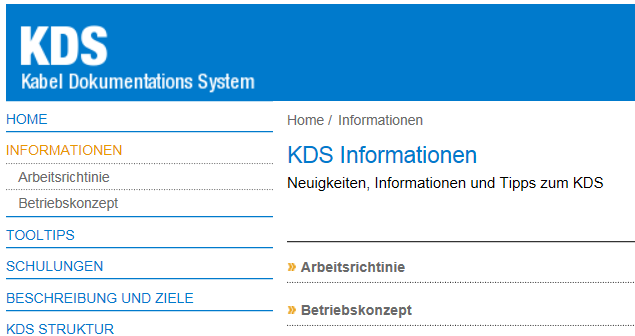 KDS
Kabel Dokumentations System
HOME
INFORMATIONEN
Arbeitsrichtinie
Betriebskonzept
TOOLTIPS
SCHULUNGEN
BESCHREIBUNG UND ZIELE
KDS STRUKTUR
Home / Informationen
KDS Informationen
Neuigkeiten, Informationen und Tipps zum KDS
» Arbeitsrichtinie
» Betriebskonzept